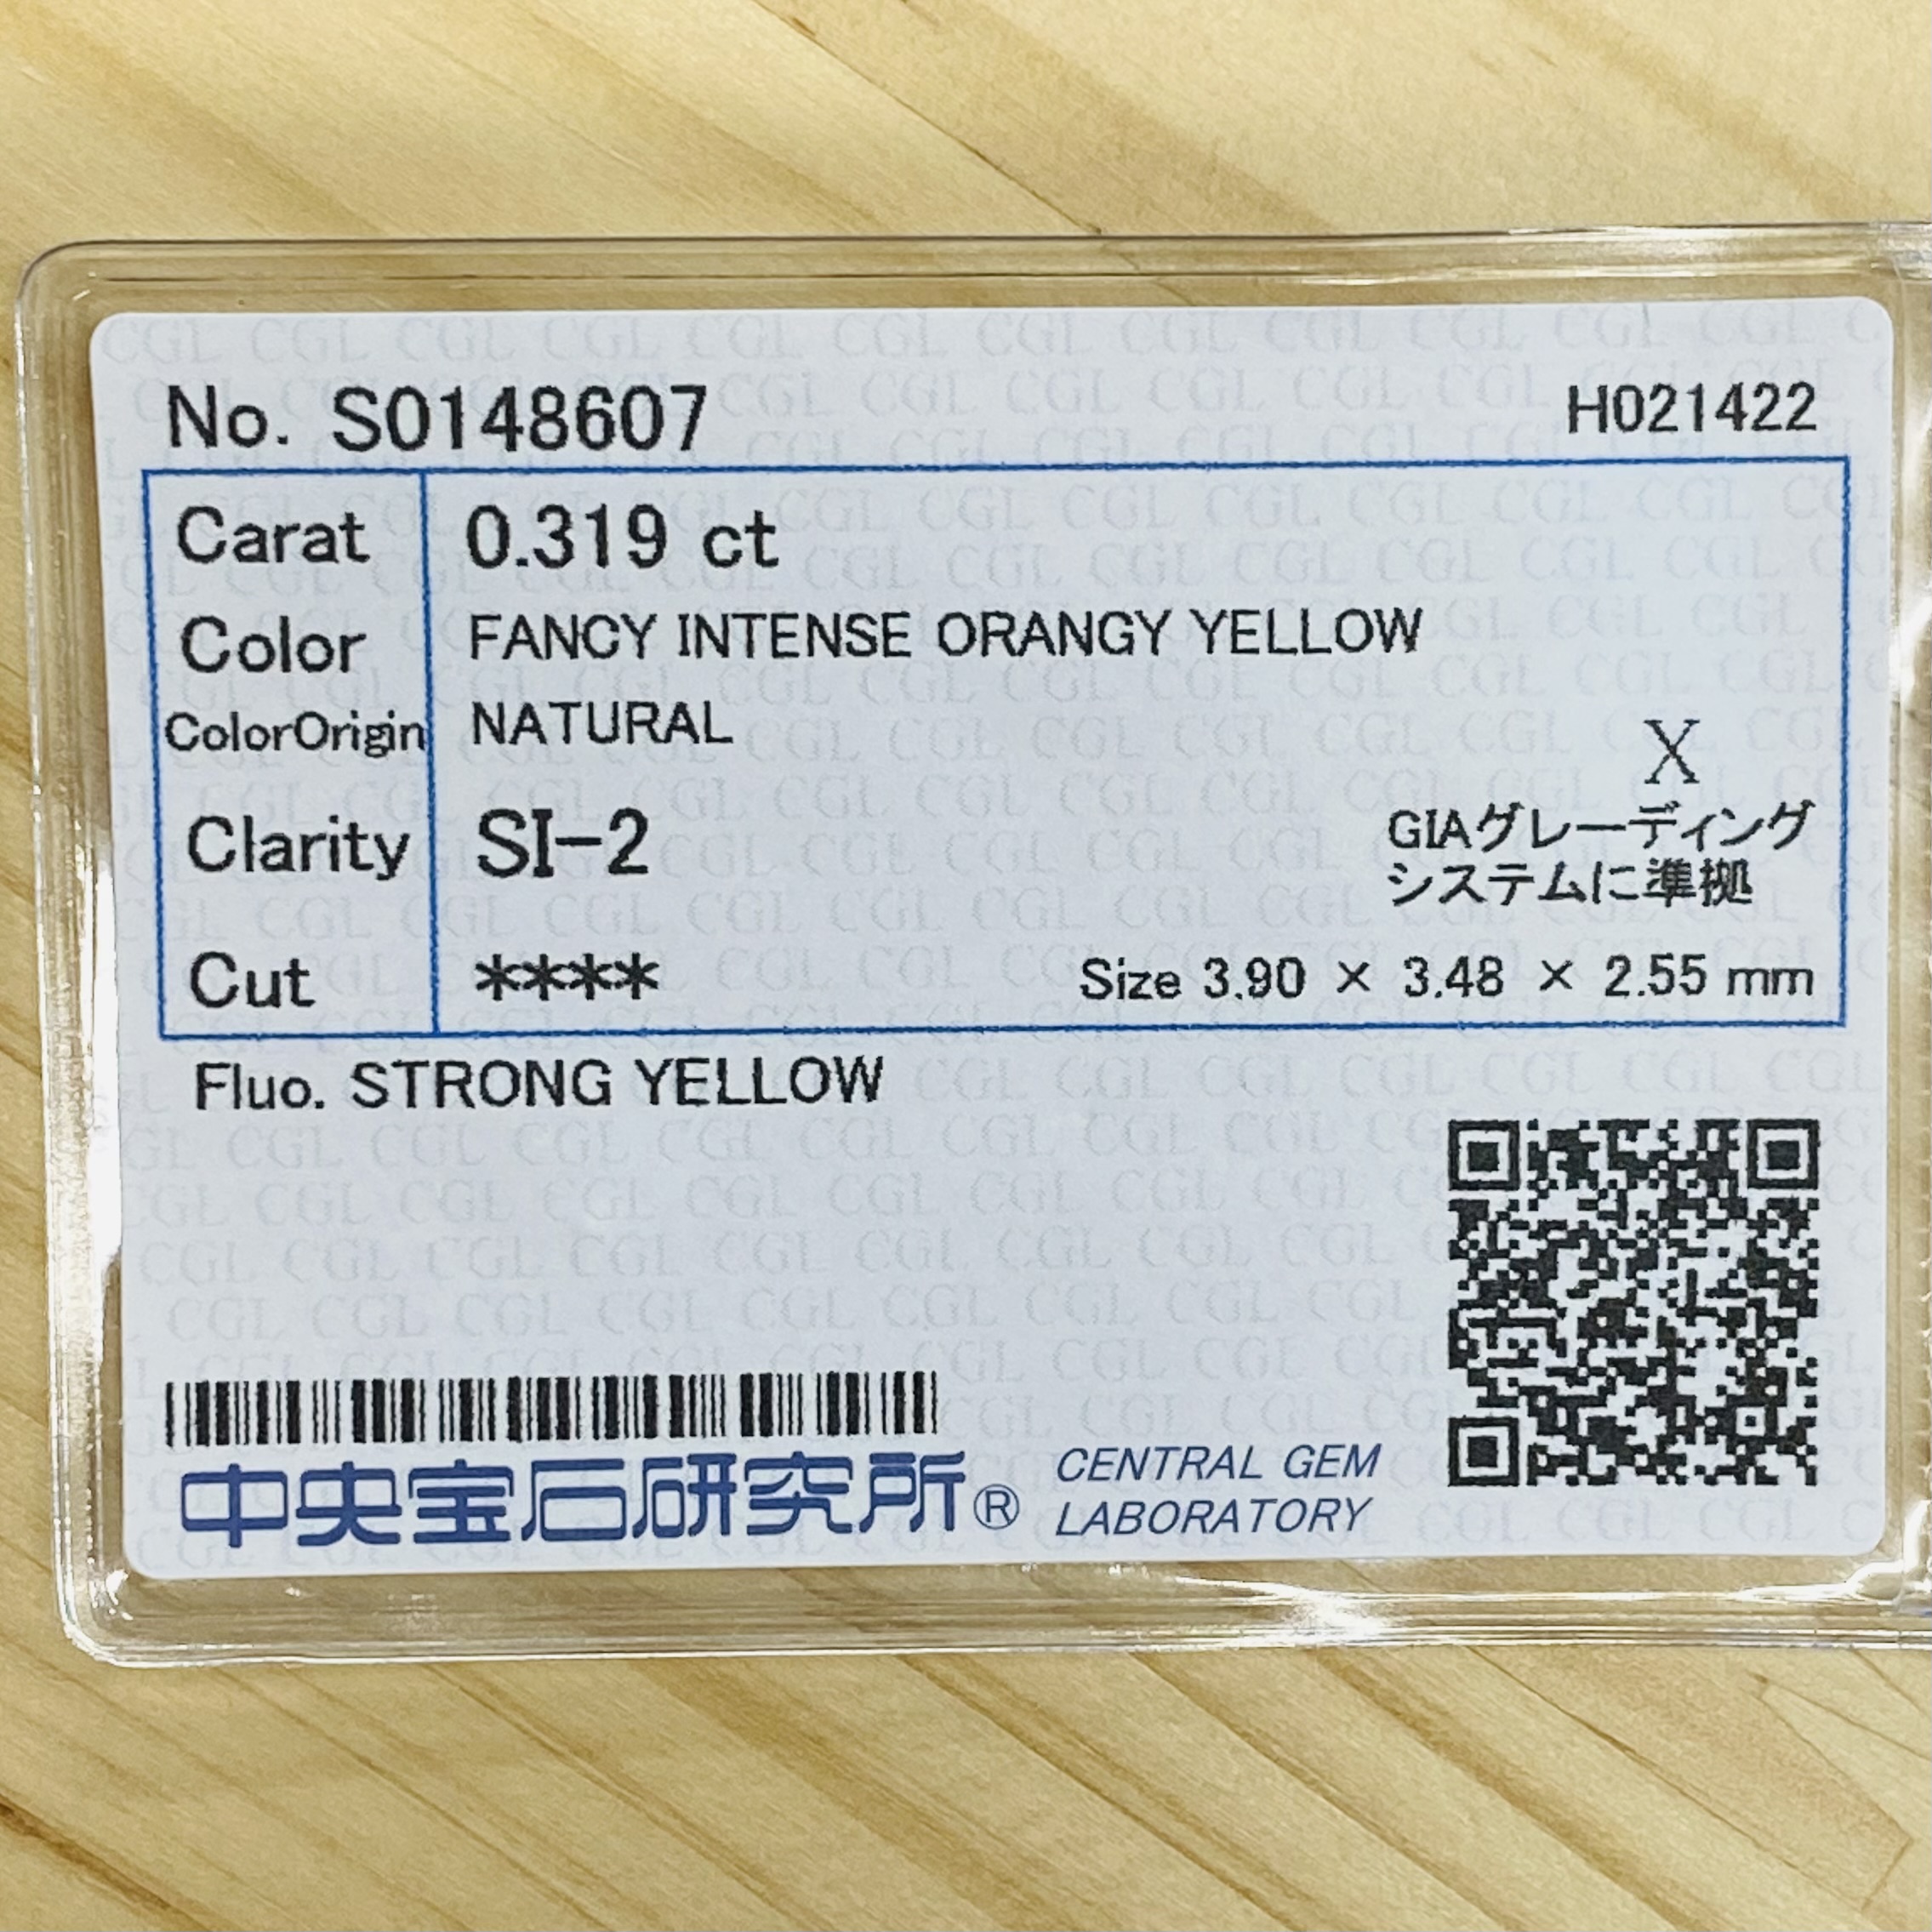 No. S0148607
H021422
Carat 0.319 ct
Color FANCY INTENSE ORANGY YELLOW
ColorOrigin NATURAL
X
Clarity SI-2
GIAグレーディング
システムに準拠
Cut ****
Size 3.90 × 3.48 × 2.55 mm
Fluo. STRONG YELLOW
中央宝石研究所®
CENTRAL GEM
LABORATORY